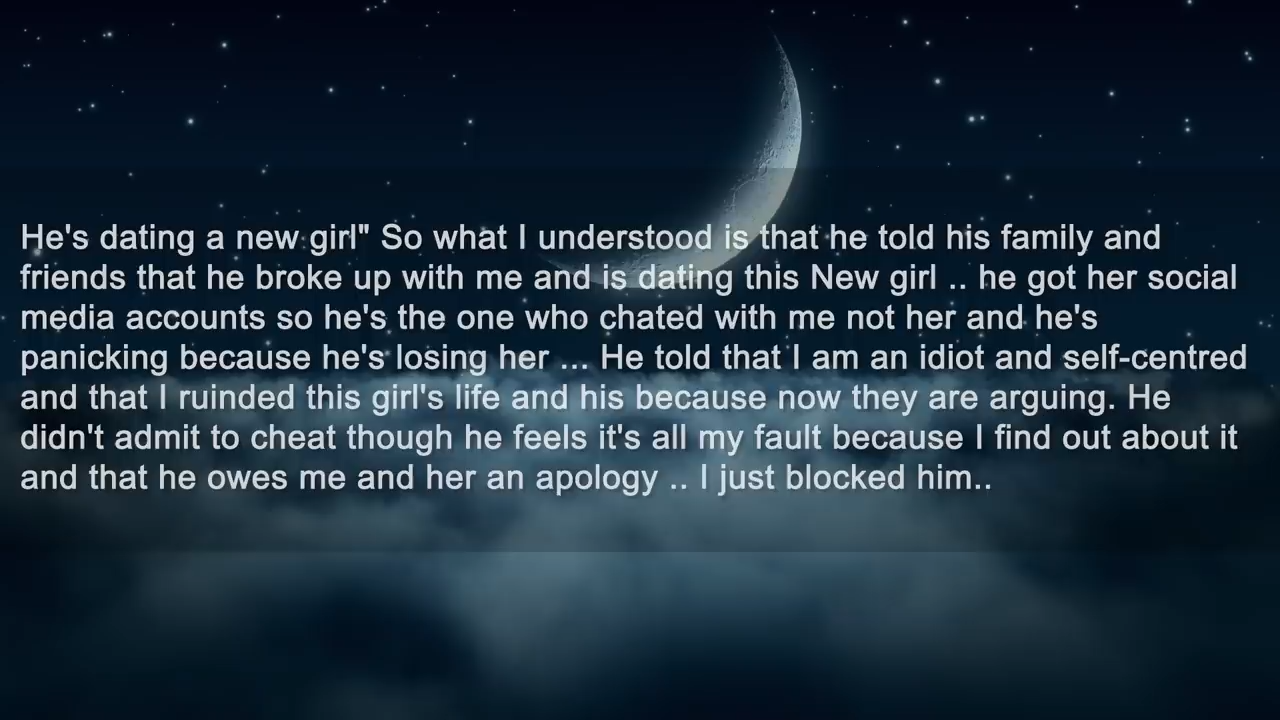 He's dating a new girl" So what I understood is that he told his family and
friends that he broke up with me and is dating this New girl .. he got her social
media accounts so he's the one who chated with me not her and he's
panicking because he's losing her ... He told that I am an idiot and self-centred
and that I ruinded this girl's life and his because now they are arguing. He
didn't admit to cheat though he feels it's all my fault because I find out about it
and that he owes me and her an apology .. I just blocked him..